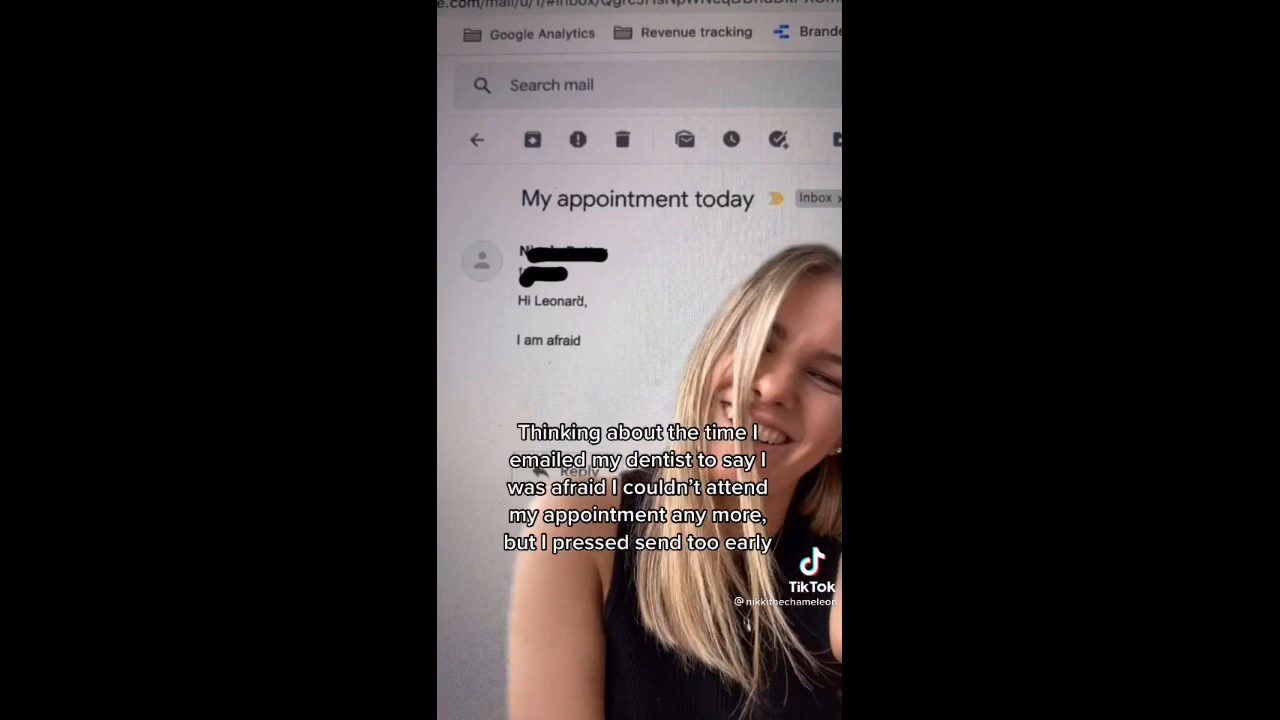 Google Analytics Revenue tracking
Search mail
My appointment today Inbox x
Hi Leonard,
I am afraid
Reply
Thinking about the time I
emailed my dentist to say I
was afraid I couldn't attend
my appointment any more,
but I pressed send too early
TikTok
@nikkithechameleon